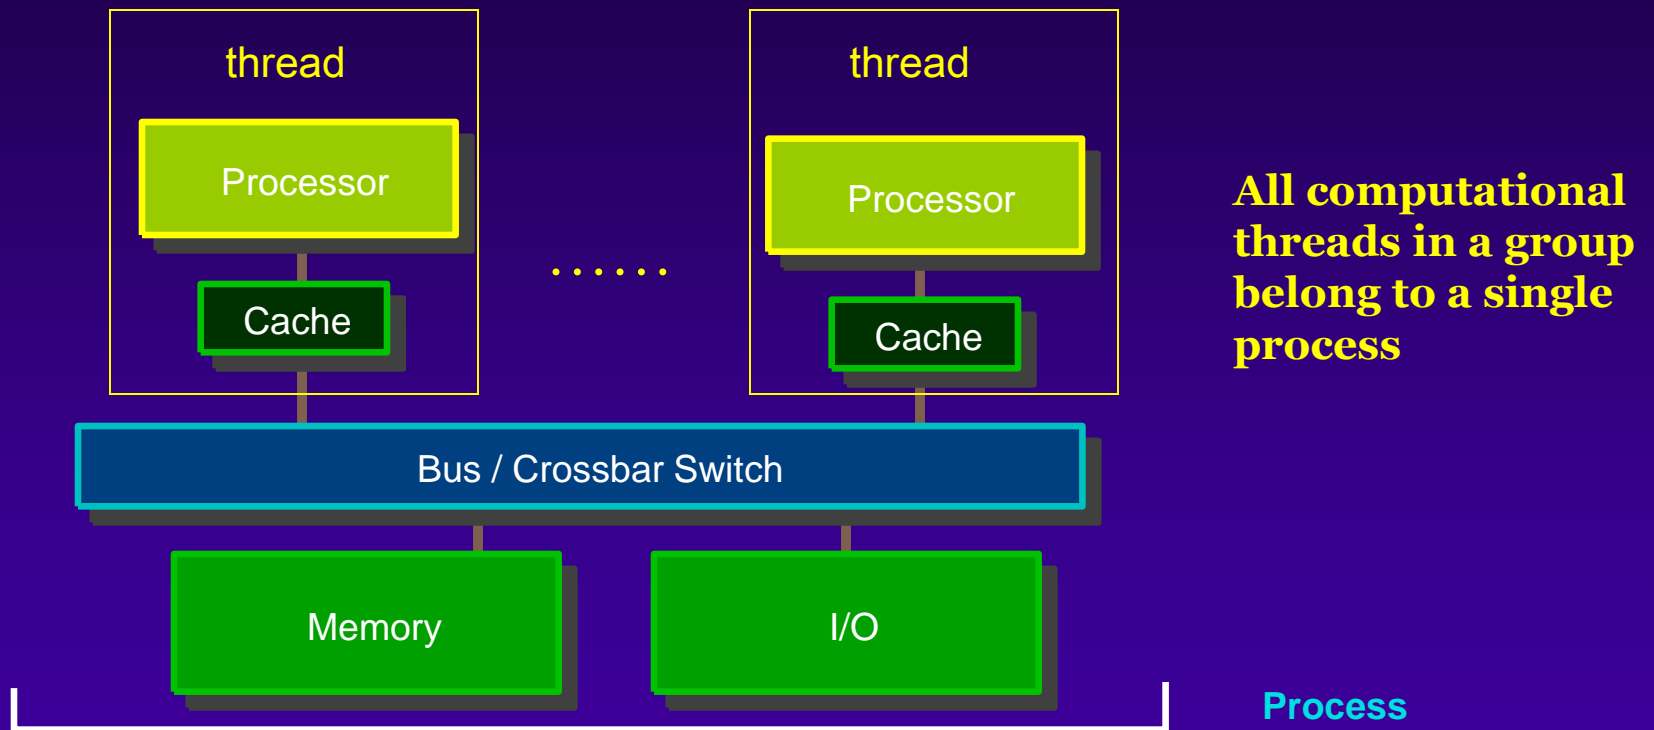 thread
thread
Processor
Processor
Cache
Cache
......
Bus / Crossbar Switch
Memory
I/O
All computational
threads in a group
belong to a single
process
Process